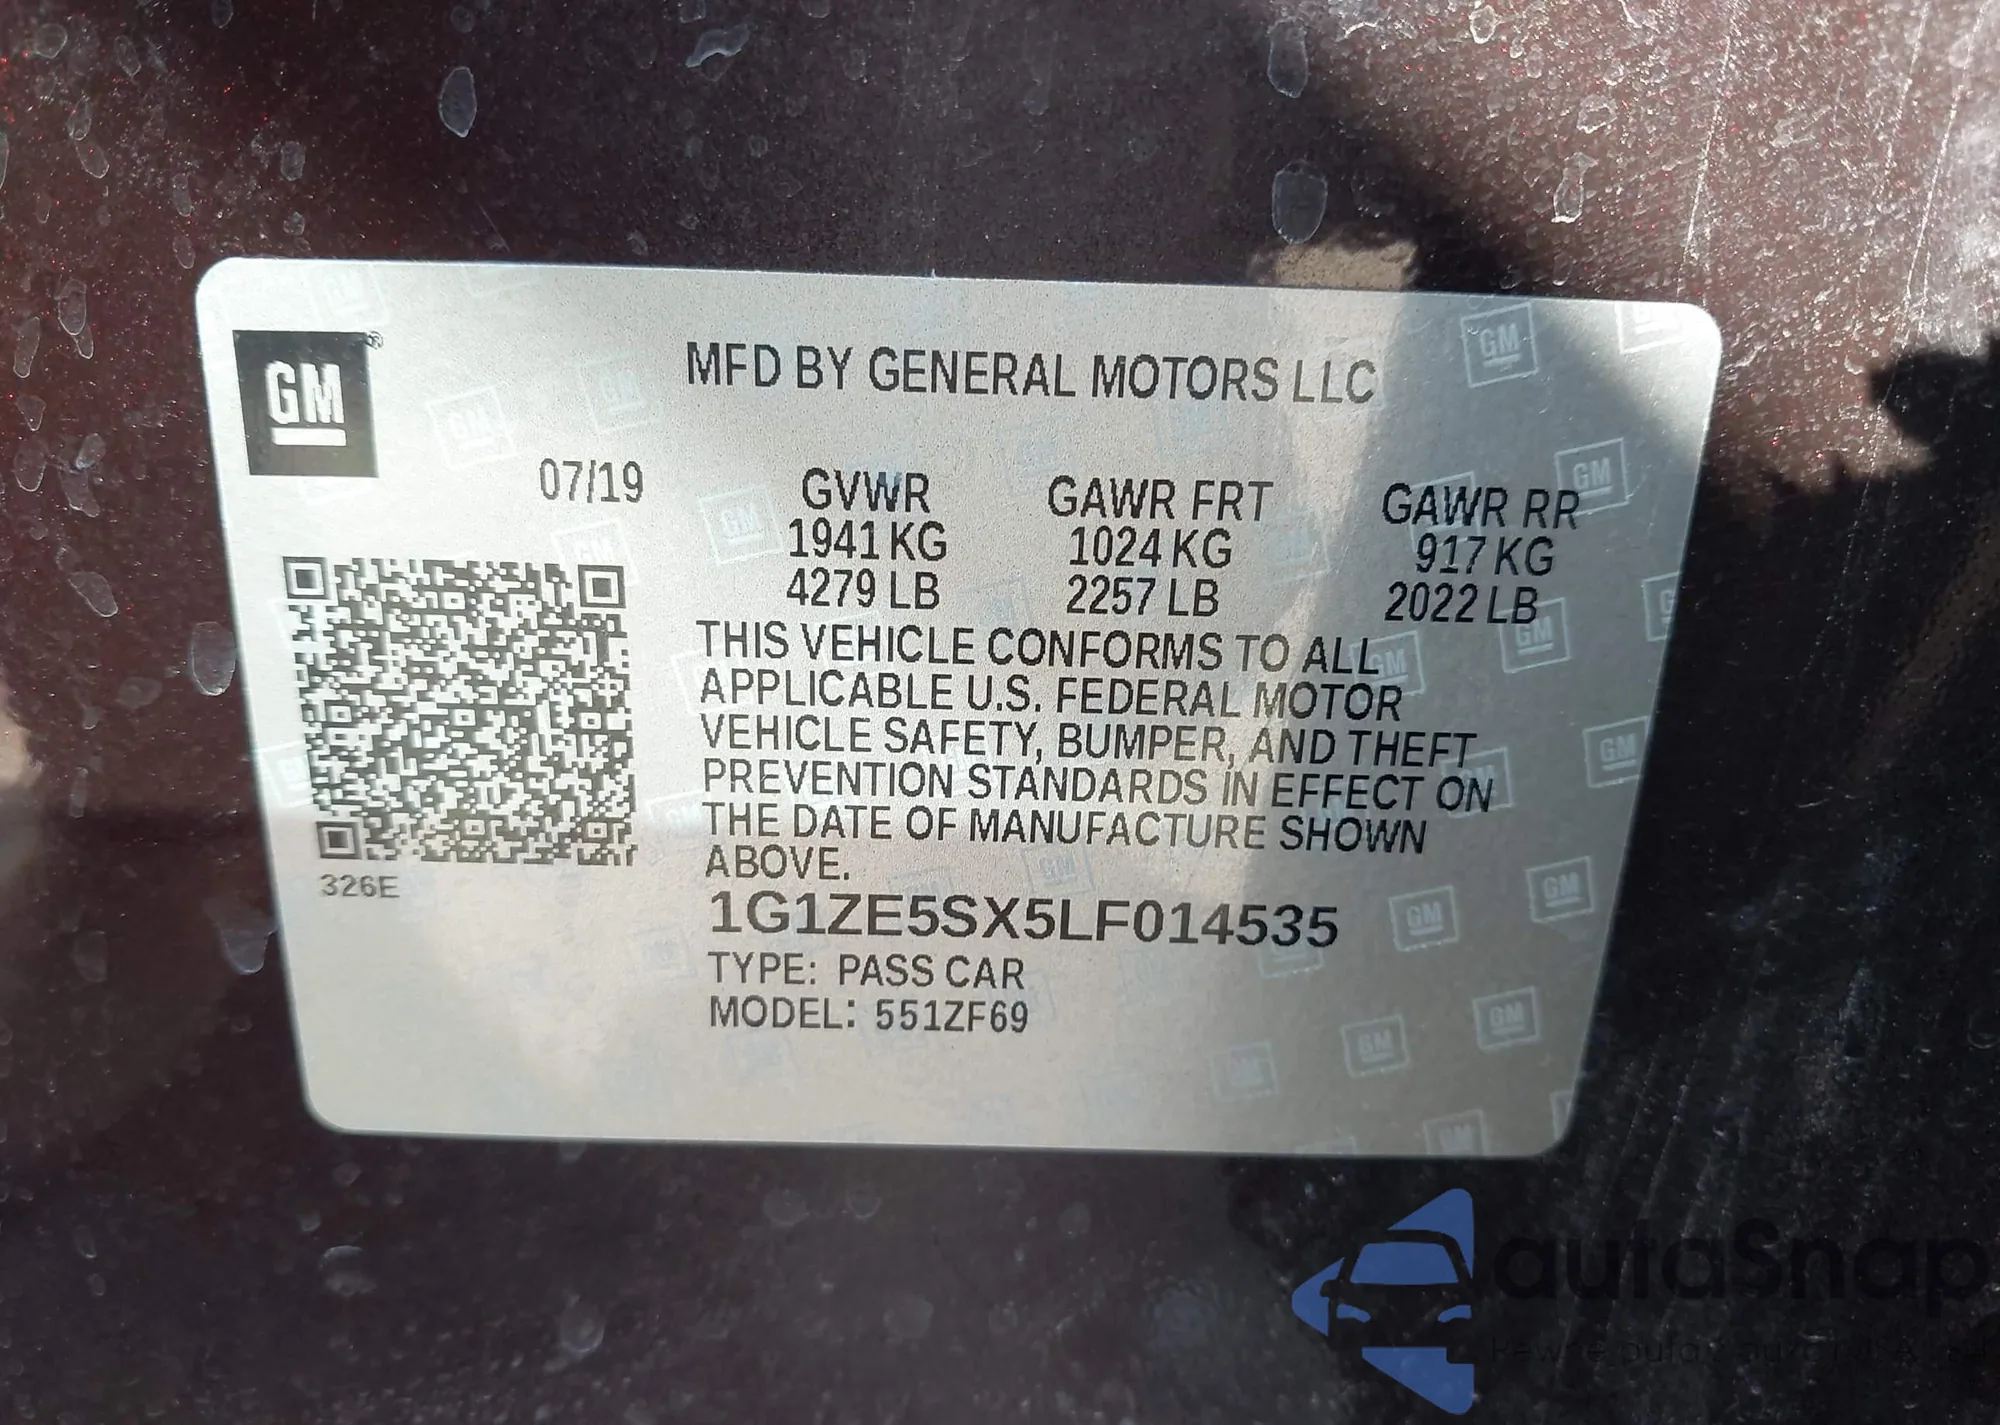 GM
MFD BY GENERAL MOTORS LLC
07/19
GVWR GAWR FRT GAWR RR
1941 KG 1024 KG 917 KG
4279 LB 2257 LB 2022 LB
THIS VEHICLE CONFORMS TO ALL
APPLICABLE U.S. FEDERAL MOTOR
VEHICLE SAFETY, BUMPER, AND THEFT
PREVENTION STANDARDS IN EFFECT ON
THE DATE OF MANUFACTURE SHOWN
ABOVE.
326E
1G1ZE5SX5LF014535
TYPE: PASS CAR
MODEL: 551ZF69
autaSnap